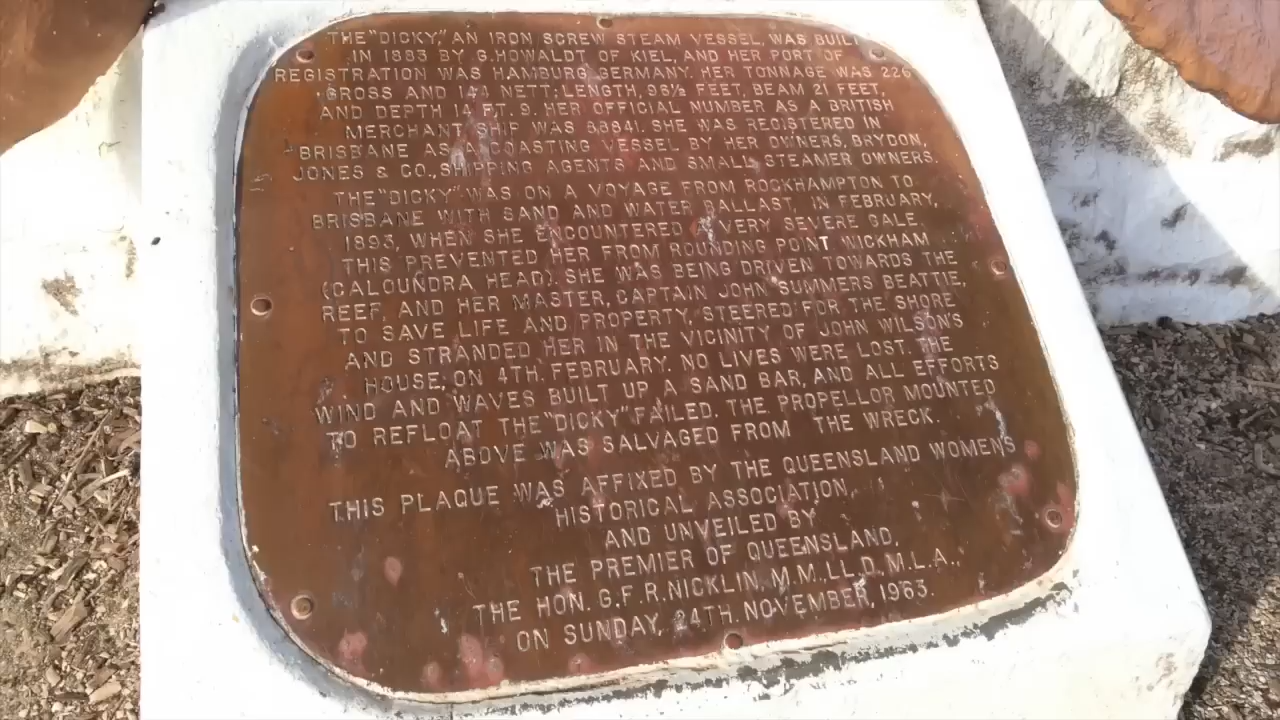 THE "DICKY," AN IRON SCREW STEAM VESSEL, WAS BUILT
IN 1883 BY G.HOWALDT OF KIEL, AND HER PORT OF
REGISTRATION WAS HAMBURG, GERMANY. HER TONNAGE WAS 226
GROSS AND 144 NETT; LENGTH, 96½ FEET, BEAM 21 FEET,
AND DEPTH 14 FT. 9. HER OFFICIAL NUMBER AS A BRITISH
MERCHANT SHIP WAS 88841. SHE WAS REGISTERED IN
BRISBANE AS A COASTING VESSEL BY HER OWNERS, BRYDON,
JONES & CO., SHIPPING AGENTS AND SMALL STEAMER OWNERS.
THE "DICKY" WAS ON A VOYAGE FROM ROCKHAMPTON TO
BRISBANE WITH SAND AND WATER BALLAST, IN FEBRUARY,
1893, WHEN SHE ENCOUNTERED A VERY SEVERE GALE.
THIS PREVENTED HER FROM ROUNDING POINT WICKHAM
(CALOUNDRA HEAD). SHE WAS BEING DRIVEN TOWARDS THE
REEF, AND HER MASTER, CAPTAIN JOHN SUMMERS BEATTIE,
TO SAVE LIFE AND PROPERTY, STEERED FOR THE SHORE
AND STRANDED HER IN THE VICINITY OF JOHN WILSON'S
HOUSE, ON 4TH. FEBRUARY. NO LIVES WERE LOST. THE
WIND AND WAVES BUILT UP A SAND BAR, AND ALL EFFORTS
TO REFLOAT THE "DICKY" FAILED. THE PROPELLOR MOUNTED
ABOVE WAS SALVAGED FROM THE WRECK.
THIS PLAQUE WAS AFFIXED BY THE QUEENSLAND WOMEN'S
HISTORICAL ASSOCIATION,
AND UNVEILED BY
THE PREMIER OF QUEENSLAND,
THE HON. G.F.R.NICKLIN, M.M., LL.D., M.L.A.,
ON SUNDAY, 24TH. NOVEMBER, 1963.